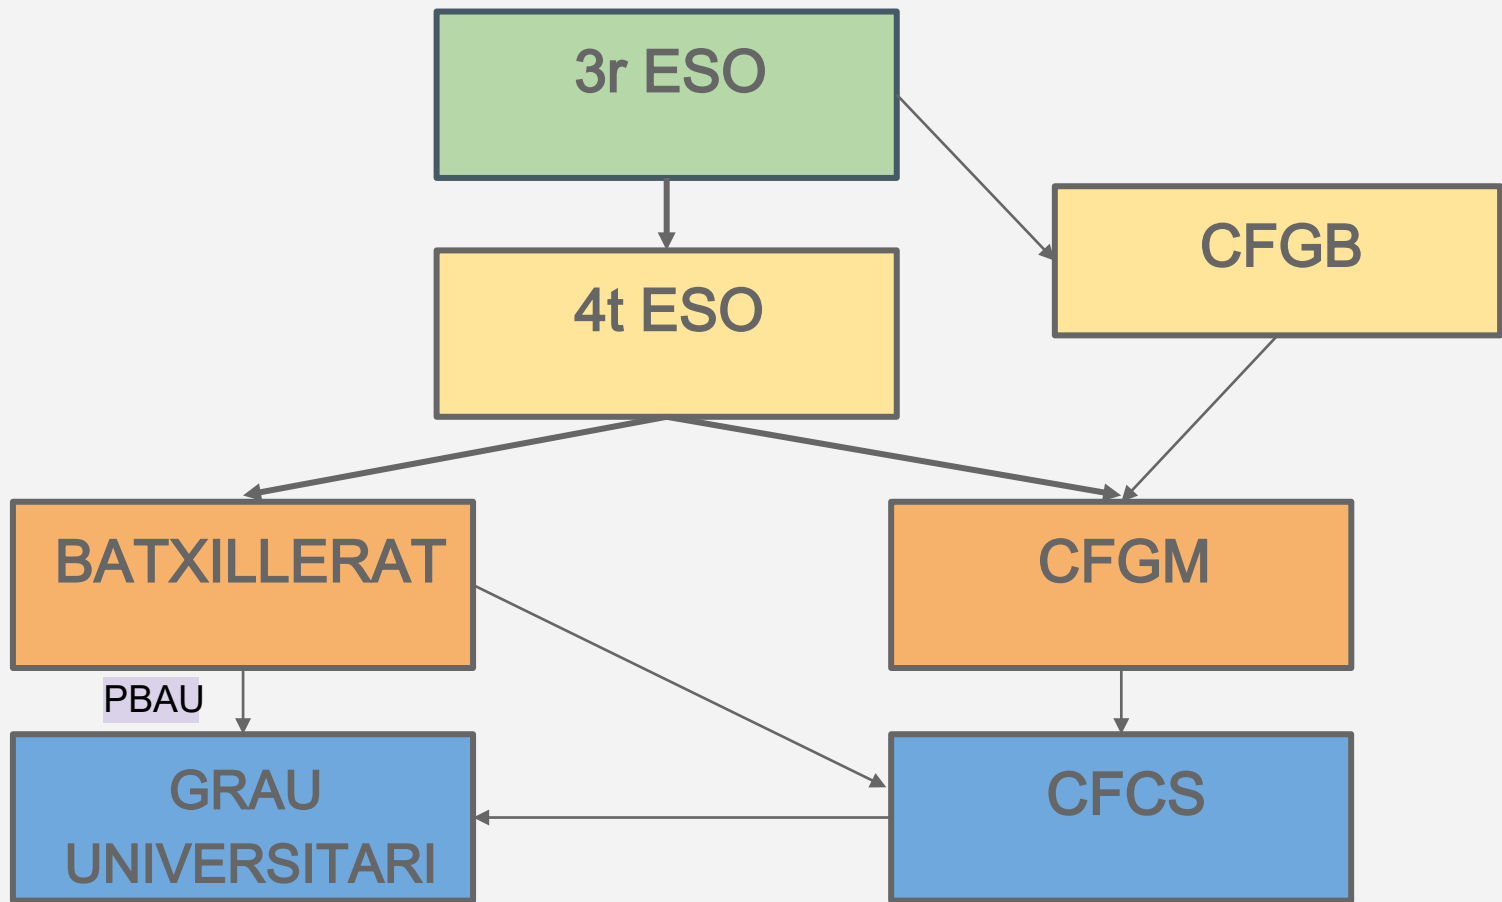 3r ESO
CFGB
4t ESO
BATXILLERAT
CFGM
PBAU
GRAU
UNIVERSITARI
CFCS